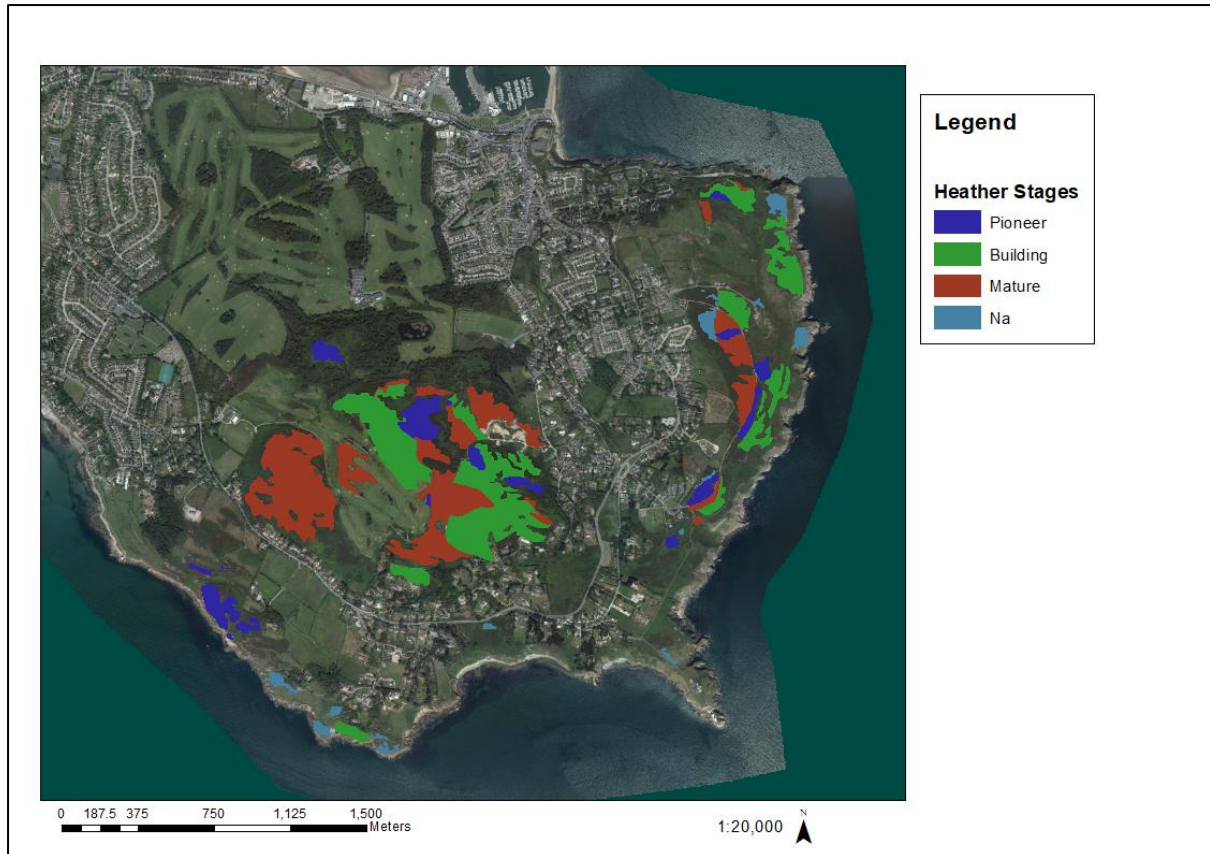 Legend
Heather Stages
Pioneer
Building
Mature
Na
0 187.5 375 750 1,125 1,500
Meters
1:20,000
N